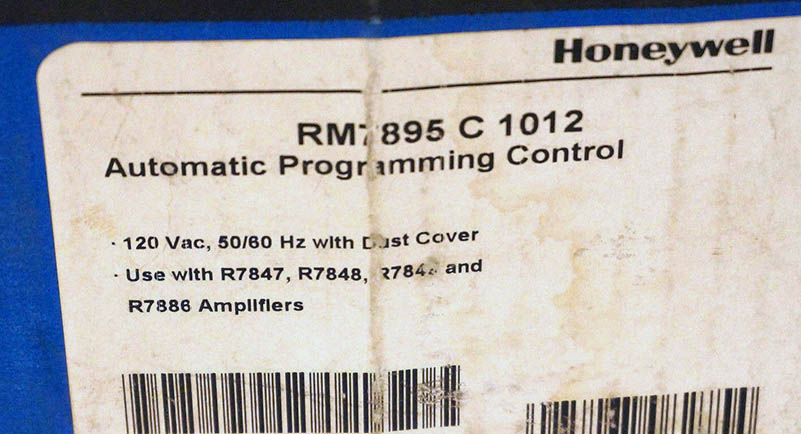 Honeywell
RM7895 C 1012
Automatic Programming Control
· 120 Vac, 50/60 Hz with Dust Cover
· Use with R7847, R7848, and
R7886 Amplifiers